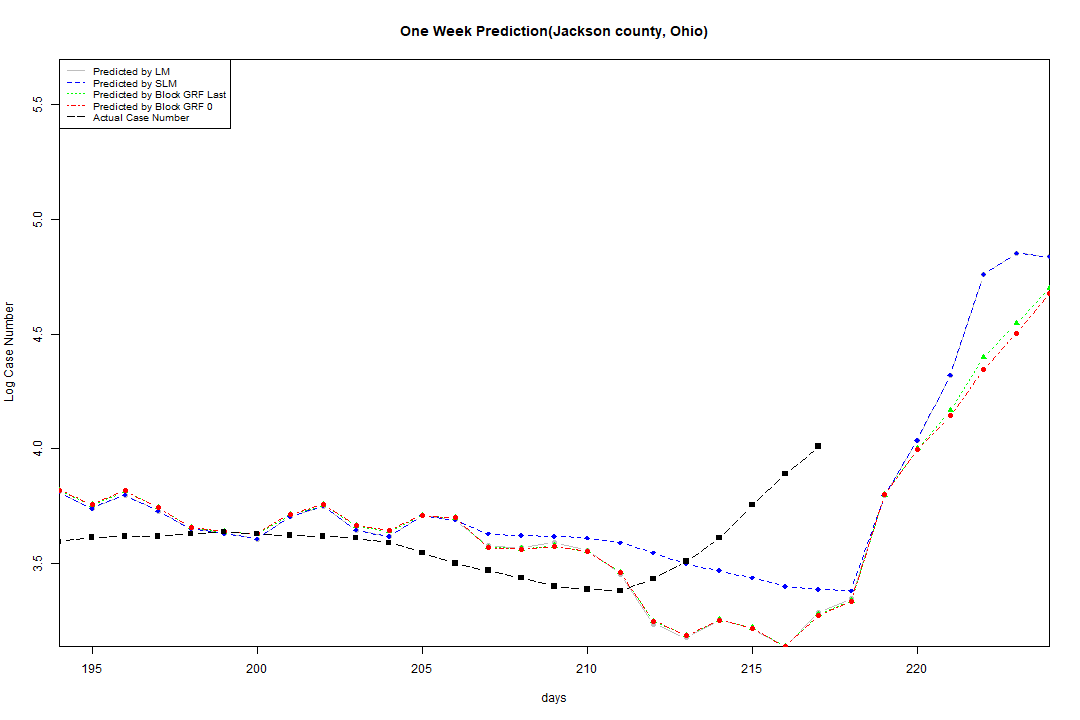 One Week Prediction(Jackson county, Ohio)
Predicted by LM
Predicted by SLM
Predicted by Block GRF Last
Predicted by Block GRF 0
Actual Case Number
5.5
5.0
4.5
4.0
3.5
Log Case Number
195 200 205 210 215 220
days